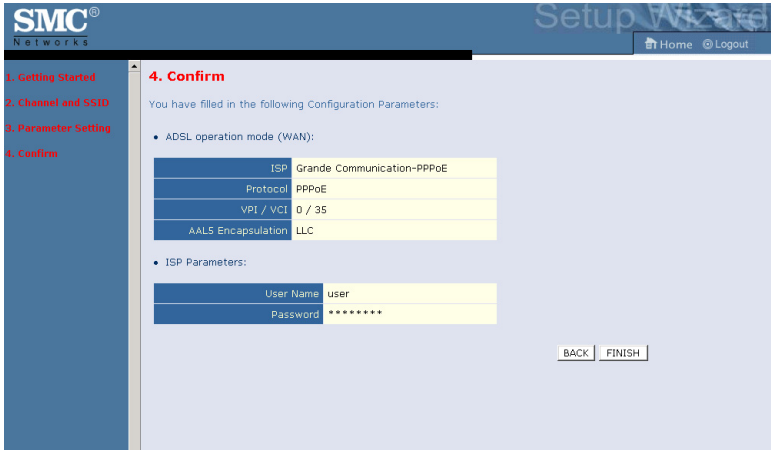 SMC®
Networks
Setup Wizard
Home Logout
1. Getting Started
2. Channel and SSID
3. Parameter Setting
4. Confirm
4. Confirm
You have filled in the following Configuration Parameters:
• ADSL operation mode (WAN):
ISP Grande Communication-PPPoE
Protocol PPPoE
VPI / VCI 0 / 35
AAL5 Encapsulation LLC
• ISP Parameters:
User Name user
Password ********
BACK FINISH